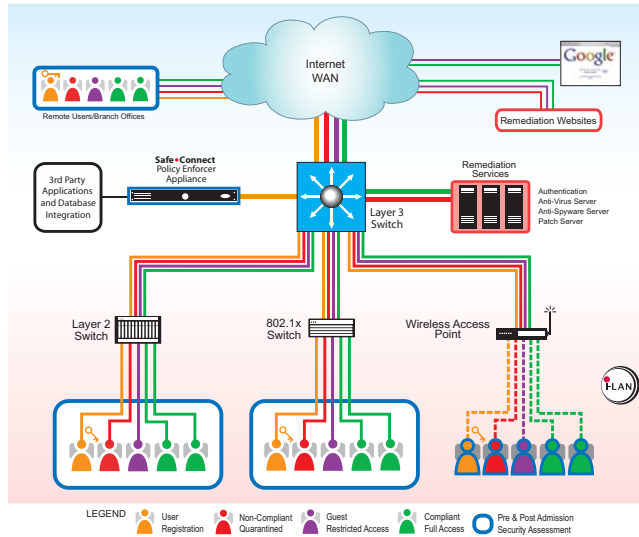 Internet
WAN
Google
Remote Users/Branch Offices
Remediation Websites
Safe•Connect
Policy Enforcer
Appliance
3rd Party
Applications
and Database
Integration
Layer 3
Switch
Remediation
Services
Authentication
Anti-Virus Server
Anti-Spyware Server
Patch Server
Layer 2
Switch
802.1x
Switch
Wireless Access
Point
i-LAN
LEGEND
User
Registration
Non-Compliant
Quarantined
Guest
Restricted Access
Compliant
Full Access
Pre & Post Admission
Security Assessment